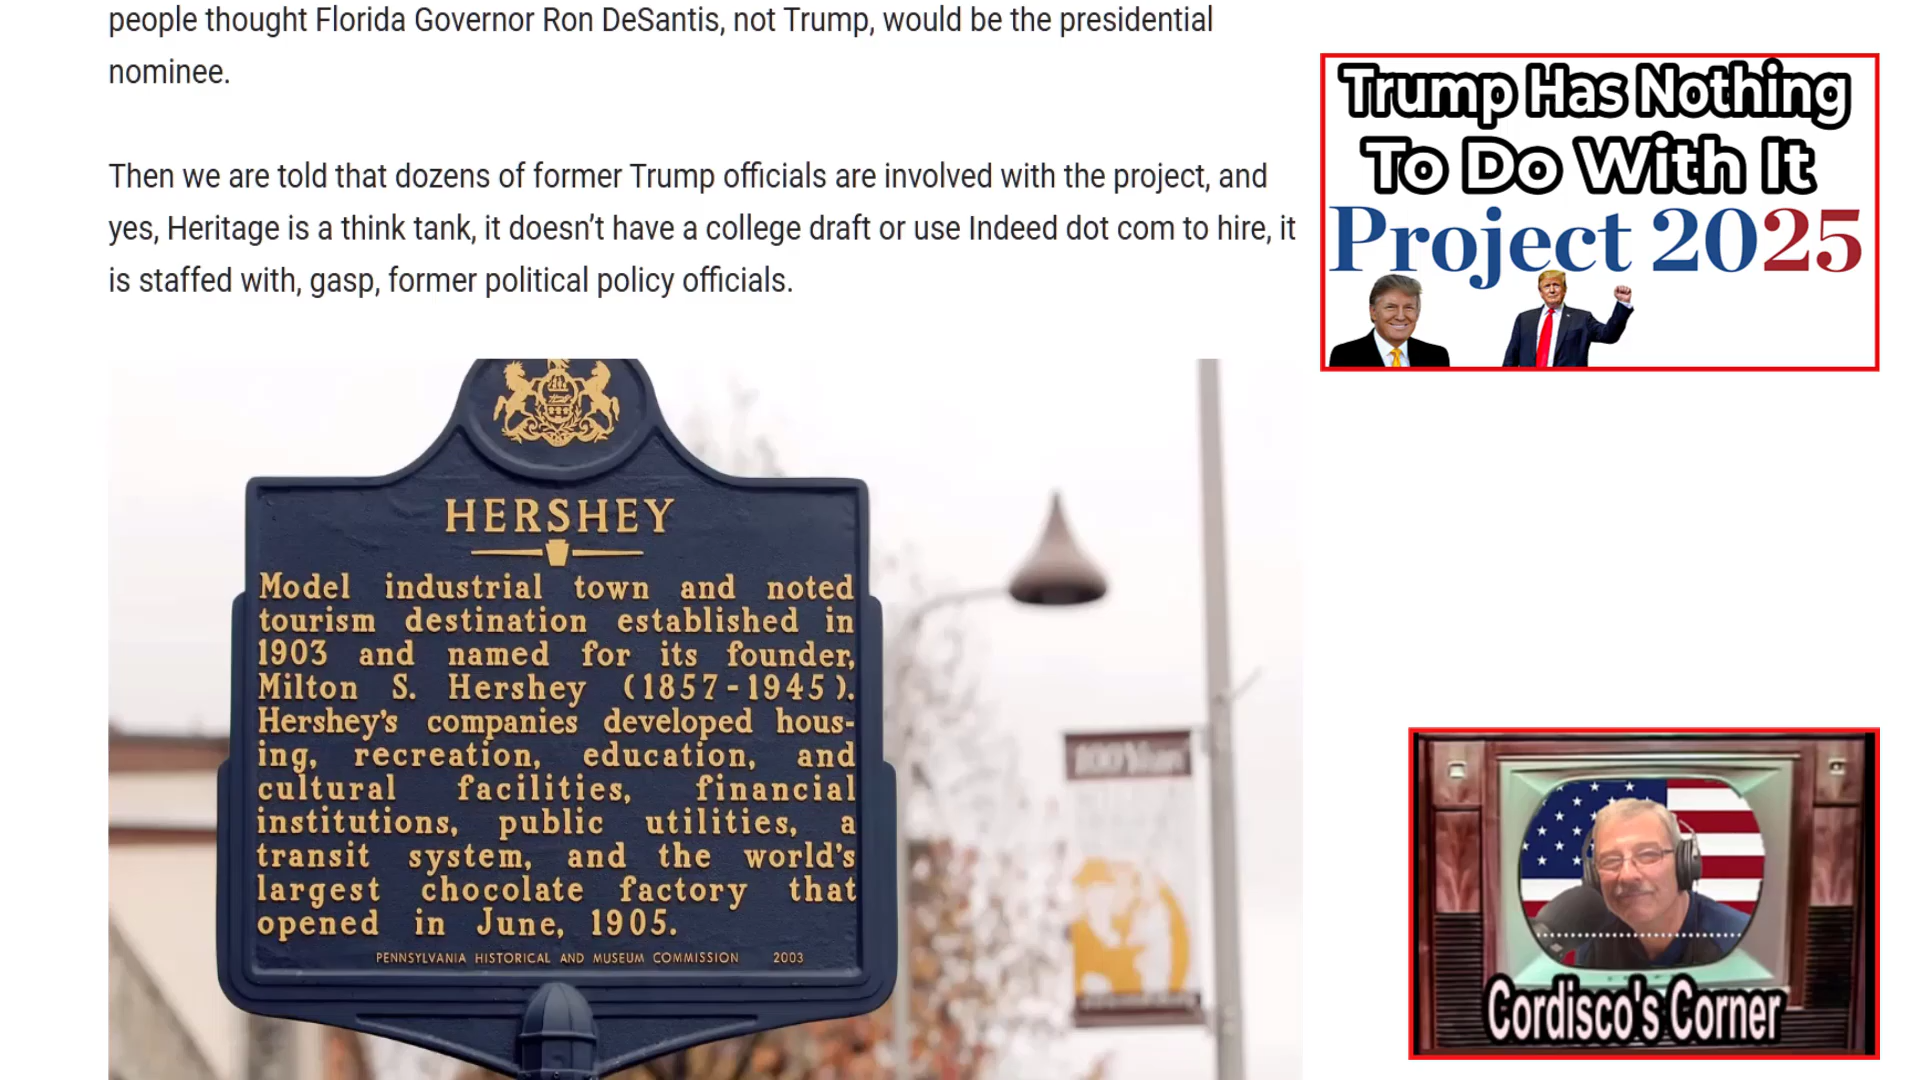 people thought Florida Governor Ron DeSantis, not Trump, would be the presidential
nominee.
Then we are told that dozens of former Trump officials are involved with the project, and
yes, Heritage is a think tank, it doesn’t have a college draft or use Indeed dot com to hire, it
is staffed with, gasp, former political policy officials.
Trump Has Nothing
To Do With It
Project 2025
HERSHEY
Model industrial town and noted
tourism destination established in
1903 and named for its founder,
Milton S. Hershey (1857-1945).
Hershey's companies developed hous-
ing, recreation, education, and
cultural facilities, financial
institutions, public utilities, a
transit system, and the world's
largest chocolate factory that
opened in June, 1905.
PENNSYLVANIA HISTORICAL AND MUSEUM COMMISSION 2003
100 Years
Cordisco's Corner